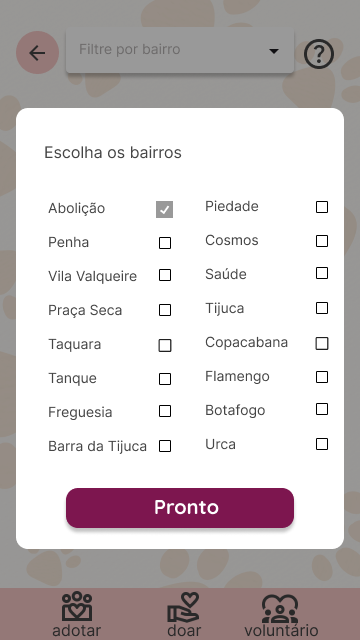 Filtre por bairro
?
Escolha os bairros
Abolição
Penha
Vila Valqueire
Praça Seca
Taquara
Tanque
Freguesia
Barra da Tijuca
Piedade
Cosmos
Saúde
Tijuca
Copacabana
Flamengo
Botafogo
Urca
Pronto
adotar
doar
voluntário